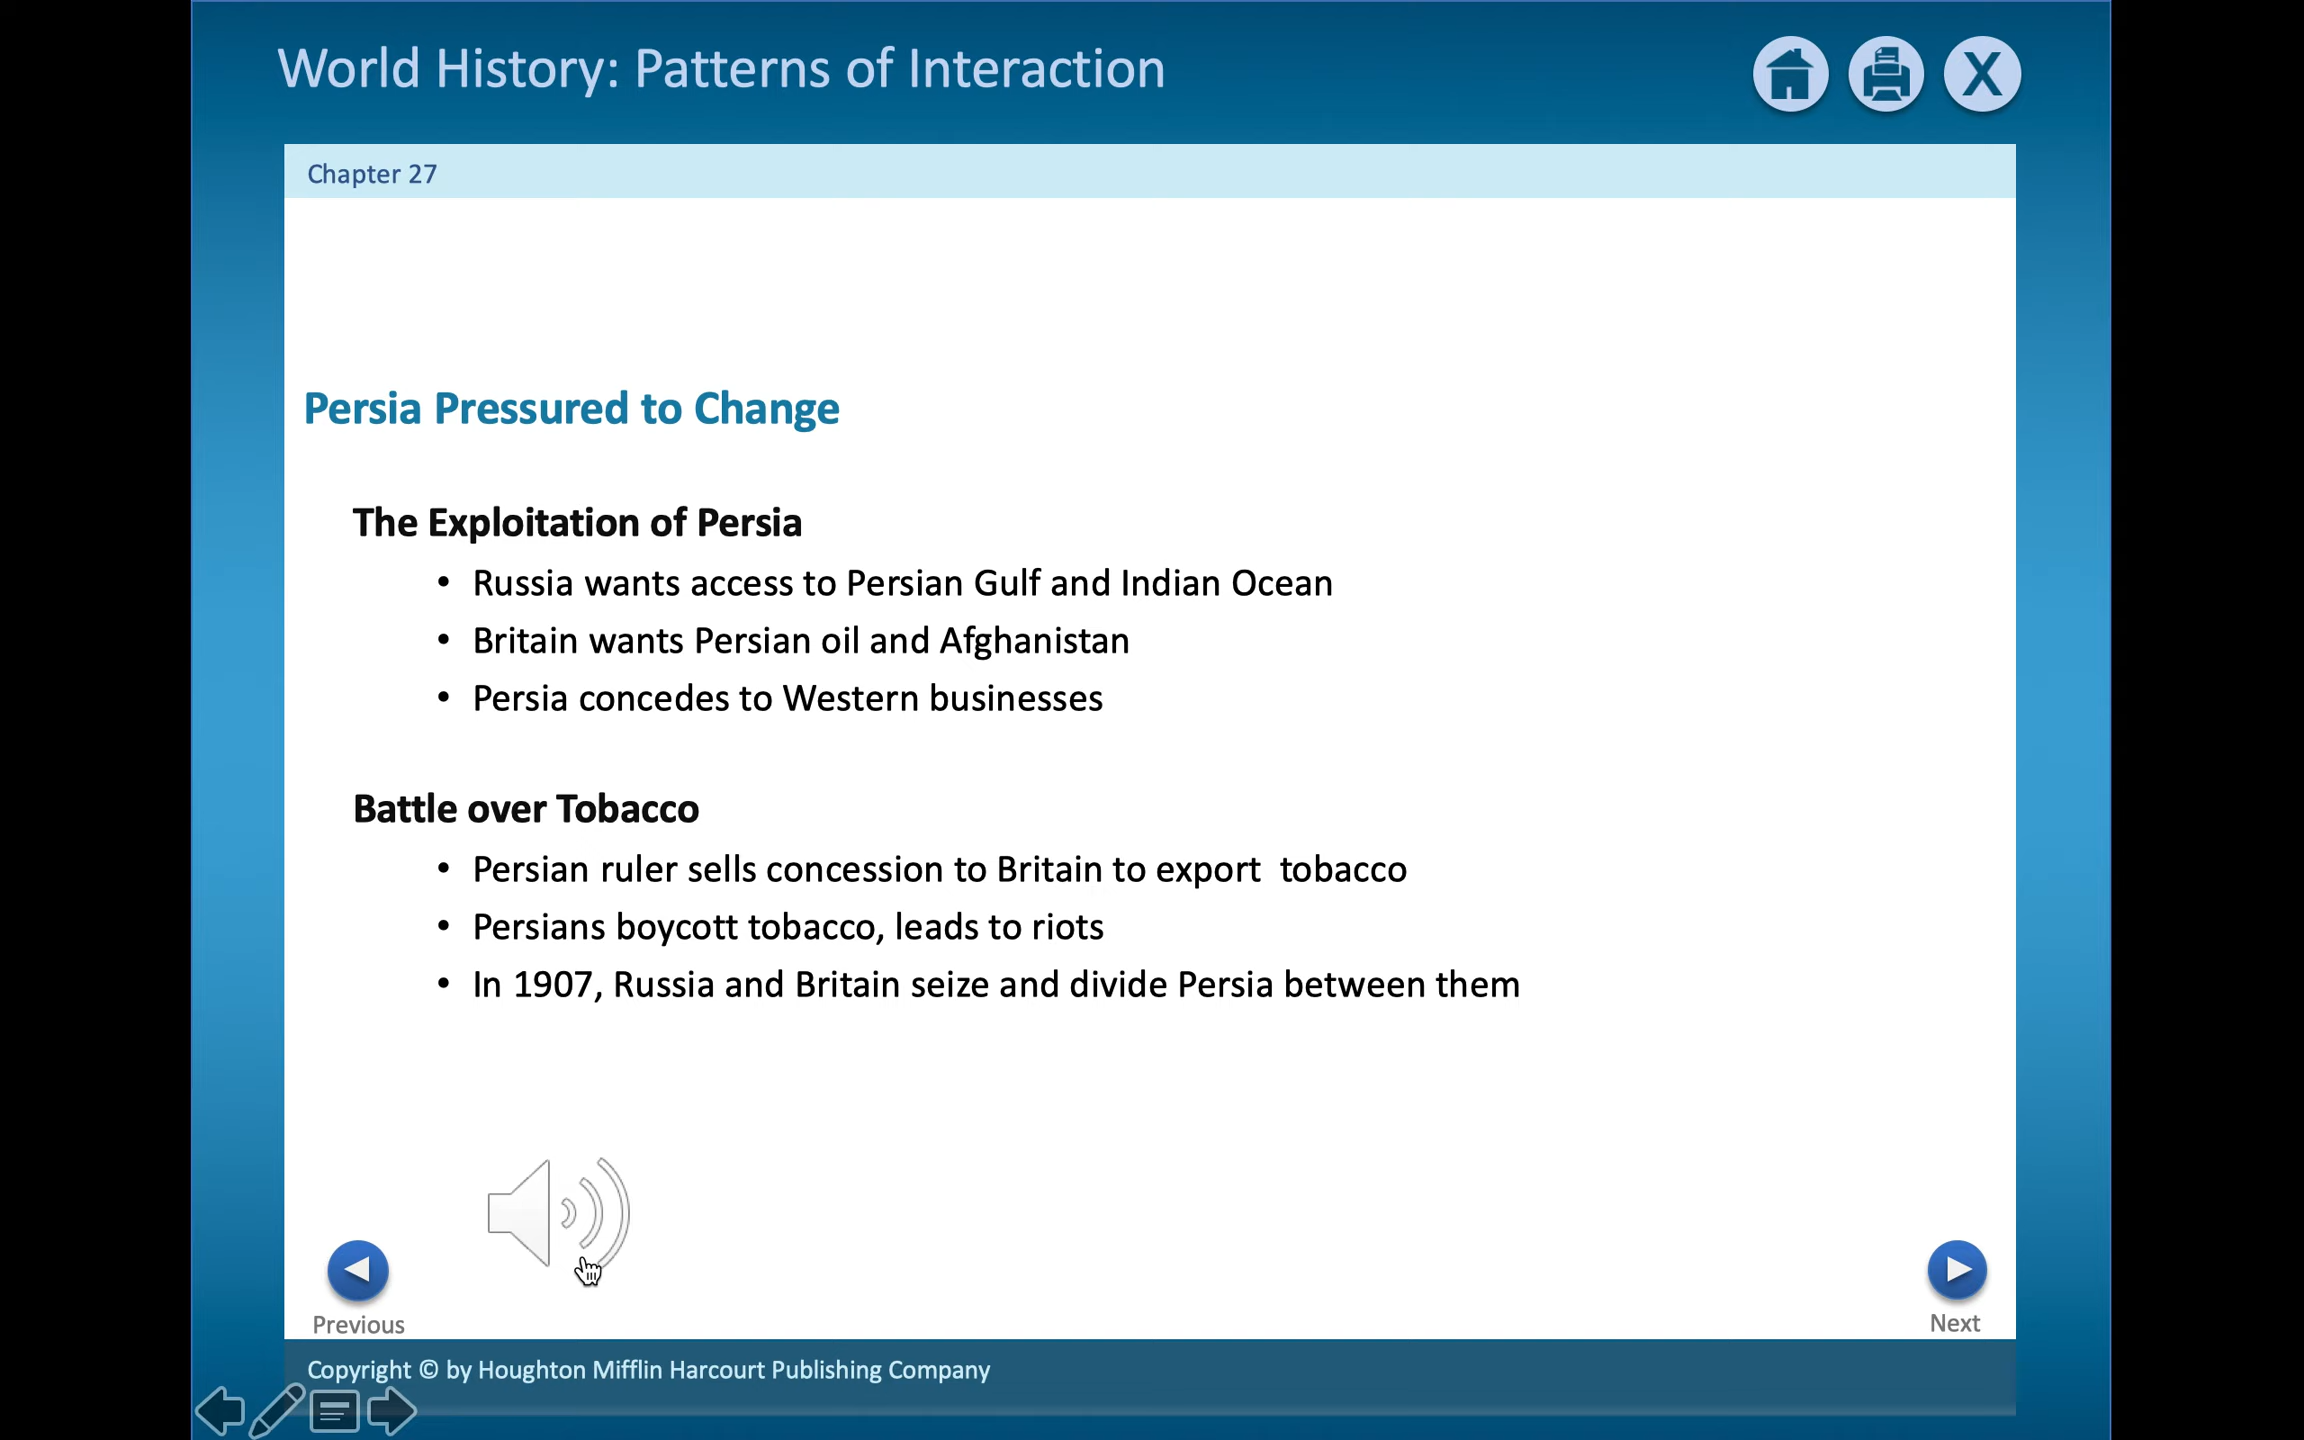 World History: Patterns of Interaction
X
Chapter 27
Persia Pressured to Change
The Exploitation of Persia
• Russia wants access to Persian Gulf and Indian Ocean
• Britain wants Persian oil and Afghanistan
• Persia concedes to Western businesses
Battle over Tobacco
• Persian ruler sells concession to Britain to export  tobacco
• Persians boycott tobacco, leads to riots
• In 1907, Russia and Britain seize and divide Persia between them
Previous
Next
Copyright © by Houghton Mifflin Harcourt Publishing Company